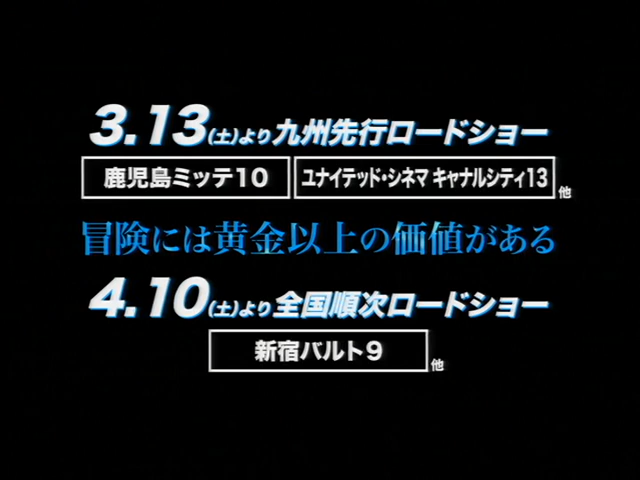 3.13(土)より九州先行ロードショー
鹿児島ミッテ10 ユナイテッド・シネマ キャナルシティ13 他
冒険には黄金以上の価値がある
4.10(土)より全国順次ロードショー
新宿バルト9 他